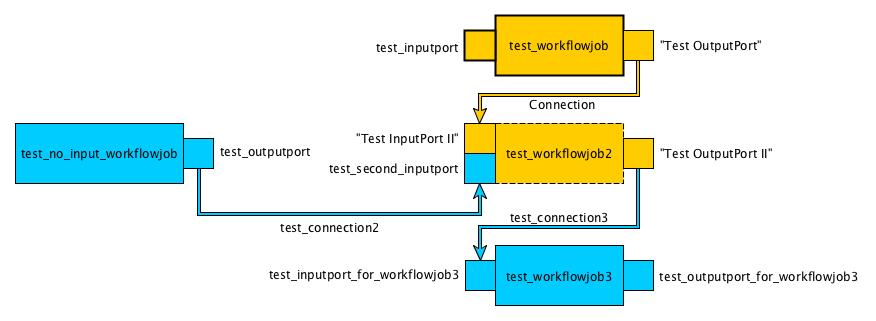 test_inputport
test_workflowjob
"Test OutputPort"
Connection
test_no_input_workflowjob
test_outputport
"Test InputPort II"
test_second_inputport
test_workflowjob2
"Test OutputPort II"
test_connection2
test_connection3
test_inputport_for_workflowjob3
test_workflowjob3
test_outputport_for_workflowjob3